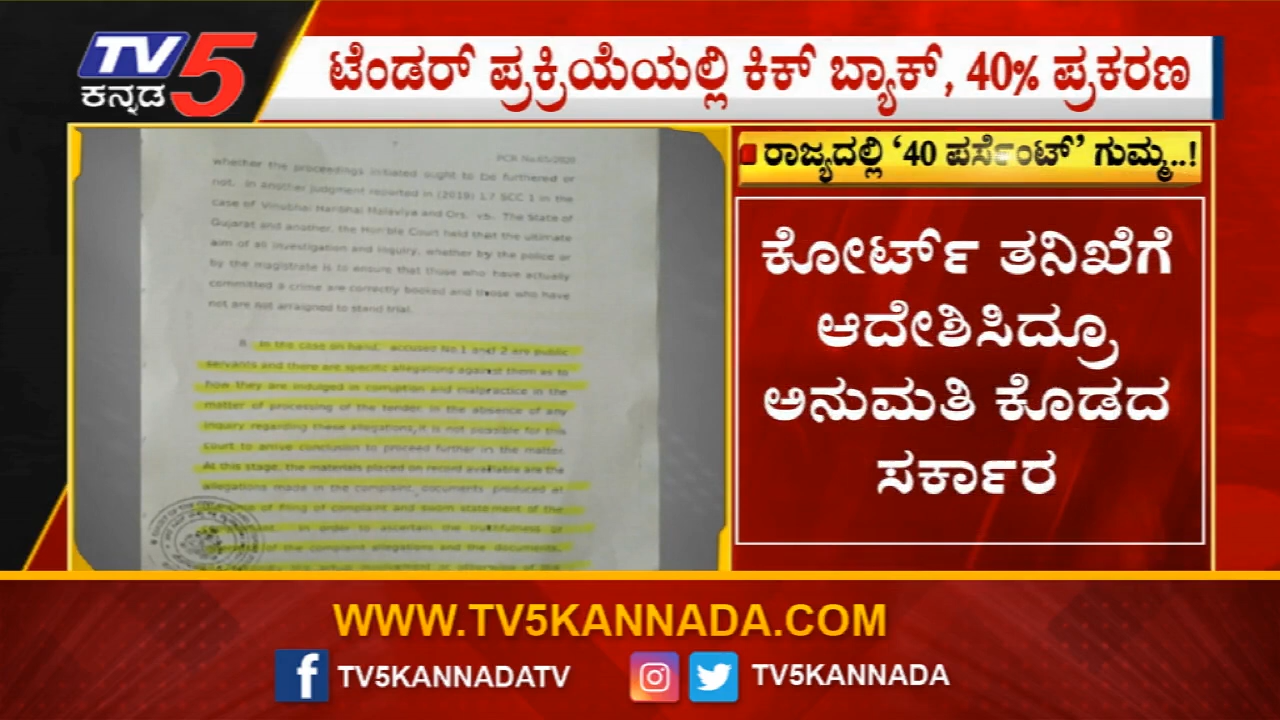 TV5
ಕನ್ನಡ
ಟೆಂಡರ್ ಪ್ರಕ್ರಿಯೆಯಲ್ಲಿ ಕಿಕ್ ಬ್ಯಾಕ್, 40% ಪ್ರಕರಣ
PCR No.
whether the proceedings initiated ought to be furthered or
not. In another judgment reported in (2019) 17 SCC 1 in the
case of Vinubhai Haribhai Malaviya and Ors. vs. The State of
Gujarat and another, the Hon'ble Court held that the ultimate
aim of all investigation and inquiry, whether by the police or
by the magistrate is to ensure that those who have actually
committed a crime are correctly booked and those who have
not are not arraigned to stand trial.
8. In the case on hand, accused No.1 and 2 are public
servants and there are specific allegations against them as to
how they are indulged in corruption and malpractice in the
matter of processing of the tender. In the absence of any
inquiry regarding these allegations, it is not possible for this
court to arrive conclusion to proceed further in the matter.
At this stage, the materials placed on record available are the
allegations made in the complaint, documents produced at
of filing of complaint and sworn statement of the
in order to ascertain the truthfulness or
of the complaint allegations and the documents,
ರಾಜ್ಯದಲ್ಲಿ ‘40 ಪರ್ಸೆಂಟ್’ ಗುಮ್ಮ..!
ಕೋರ್ಟ್ ತನಿಖೆಗೆ
ಆದೇಶಿಸಿದ್ರೂ
ಅನುಮತಿ ಕೊಡದ
ಸರ್ಕಾರ
WWW.TV5KANNADA.COM
TV5KANNADATV
TV5KANNADA